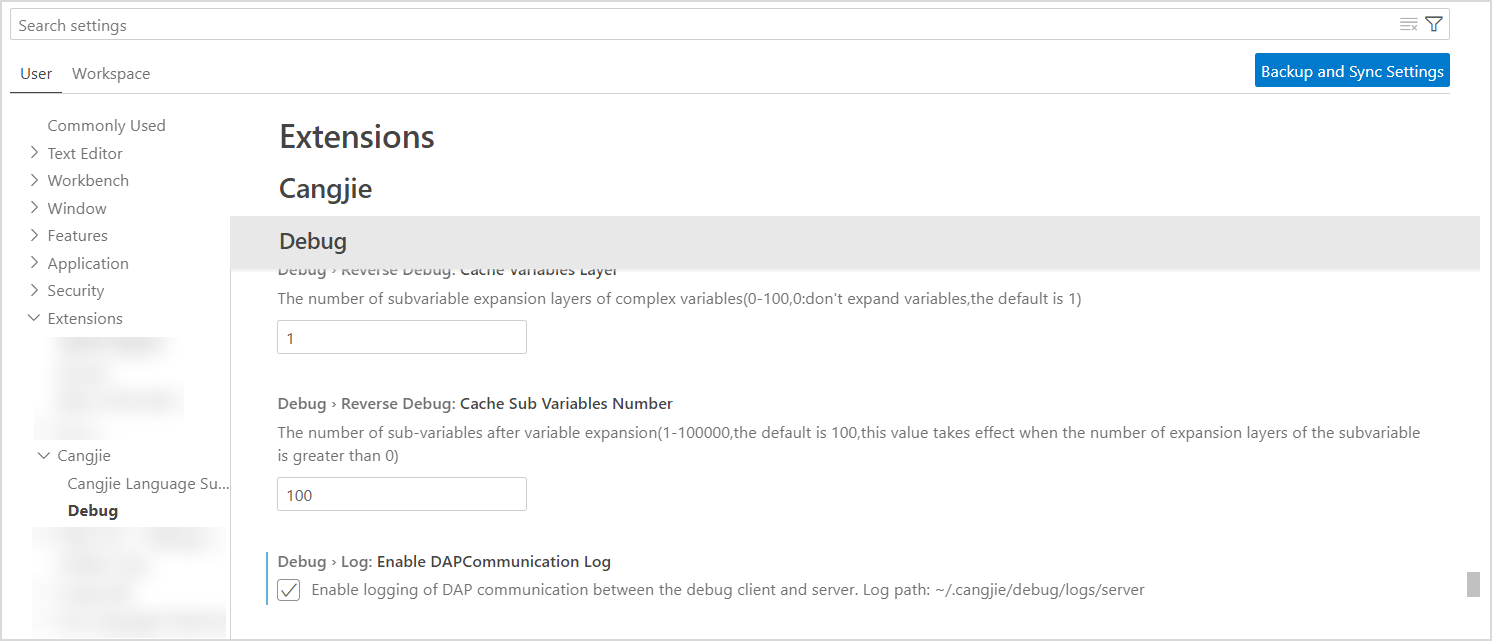 Search settings
User Workspace
Backup and Sync Settings
Commonly Used
Text Editor
Workbench
Window
Features
Application
Security
Extensions
Cangjie
Cangjie Language Su...
Debug
Extensions
Cangjie
Debug
Debug › Reverse Debug: Cache Variables Layer
The number of subvariable expansion layers of complex variables(0-100,0:don't expand variables,the default is 1)
1
Debug › Reverse Debug: Cache Sub Variables Number
The number of sub-variables after variable expansion(1-100000,the default is 100,this value takes effect when the number of expansion layers of the subvariable
is greater than 0)
100
Debug › Log: Enable DAPCommunication Log
Enable logging of DAP communication between the debug client and server. Log path: ~/.cangjie/debug/logs/server